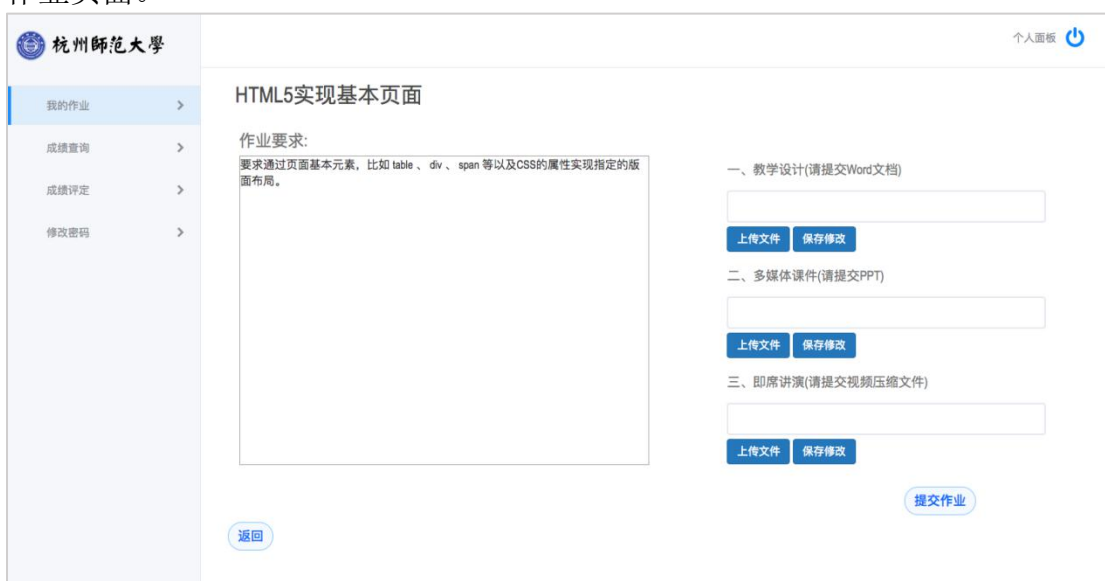 作业页面。
杭州師范大學
个人面板
我的作业
成绩查询
成绩评定
修改密码
HTML5实现基本页面
作业要求:
要求通过页面基本元素，比如 table 、 div 、 span 等以及CSS的属性实现指定的版
面布局。
一、教学设计(请提交Word文档)
上传文件 保存修改
二、多媒体课件(请提交PPT)
上传文件 保存修改
三、即席讲演(请提交视频压缩文件)
上传文件 保存修改
提交作业
返回